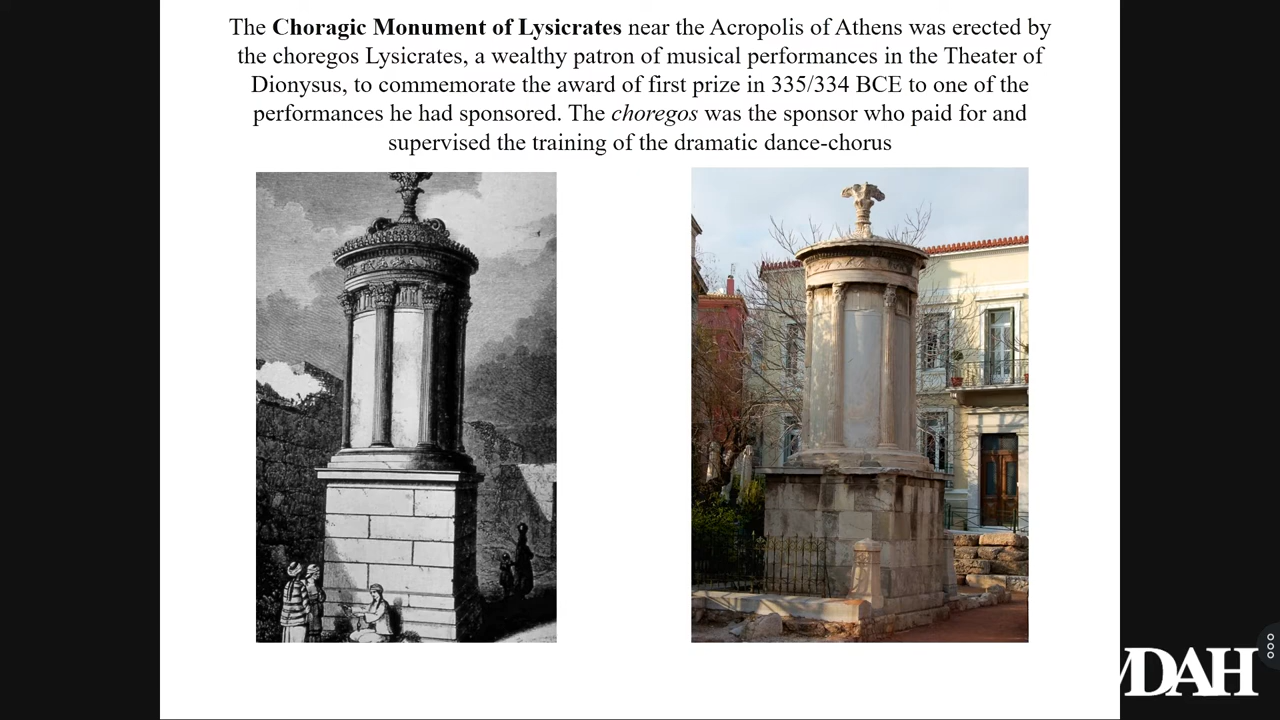 The Choragic Monument of Lysicrates near the Acropolis of Athens was erected by
the choregos Lysicrates, a wealthy patron of musical performances in the Theater of
Dionysus, to commemorate the award of first prize in 335/334 BCE to one of the
performances he had sponsored. The choregos was the sponsor who paid for and
supervised the training of the dramatic dance-chorus
DAH